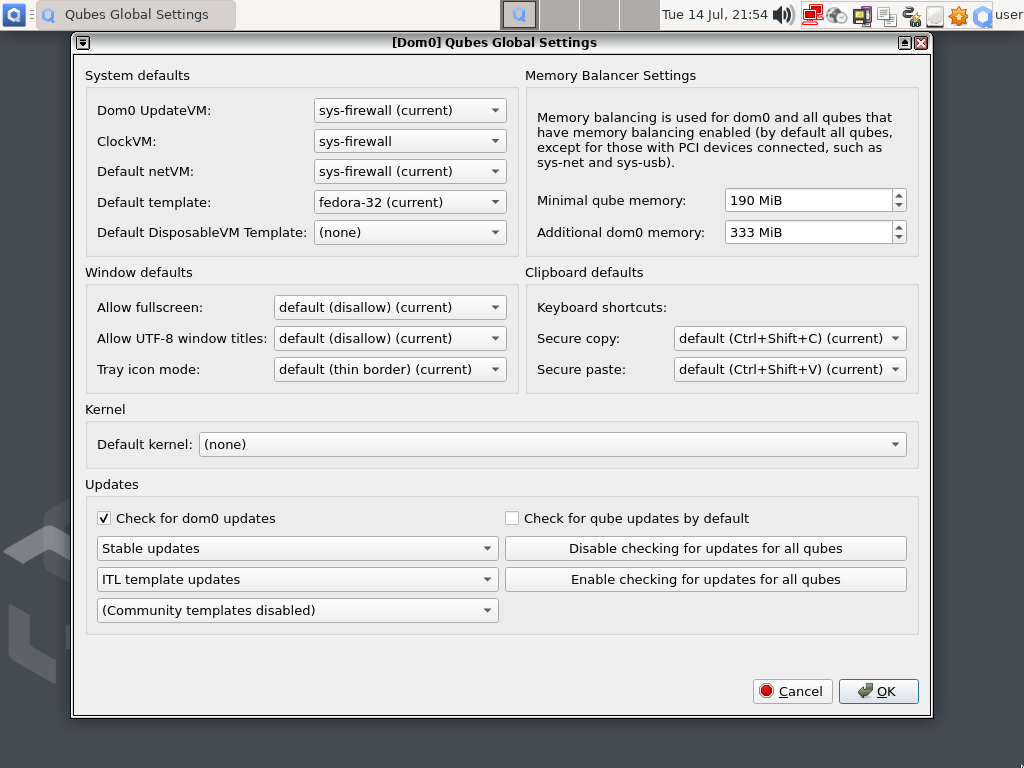 Qubes Global Settings
Tue 14 Jul, 21:54
user
[Dom0] Qubes Global Settings
System defaults
Dom0 UpdateVM:
sys-firewall (current)
ClockVM:
sys-firewall
Default netVM:
sys-firewall (current)
Default template:
fedora-32 (current)
Default DisposableVM Template:
(none)
Memory Balancer Settings
Memory balancing is used for dom0 and all qubes that
have memory balancing enabled (by default all qubes,
except for those with PCI devices connected, such as
sys-net and sys-usb).
Minimal qube memory:
190 MiB
Additional dom0 memory:
333 MiB
Window defaults
Allow fullscreen:
default (disallow) (current)
Allow UTF-8 window titles:
default (disallow) (current)
Tray icon mode:
default (thin border) (current)
Clipboard defaults
Keyboard shortcuts:
Secure copy:
default (Ctrl+Shift+C) (current)
Secure paste:
default (Ctrl+Shift+V) (current)
Kernel
Default kernel:
(none)
Updates
Check for dom0 updates
Stable updates
ITL template updates
(Community templates disabled)
Check for qube updates by default
Disable checking for updates for all qubes
Enable checking for updates for all qubes
Cancel
OK